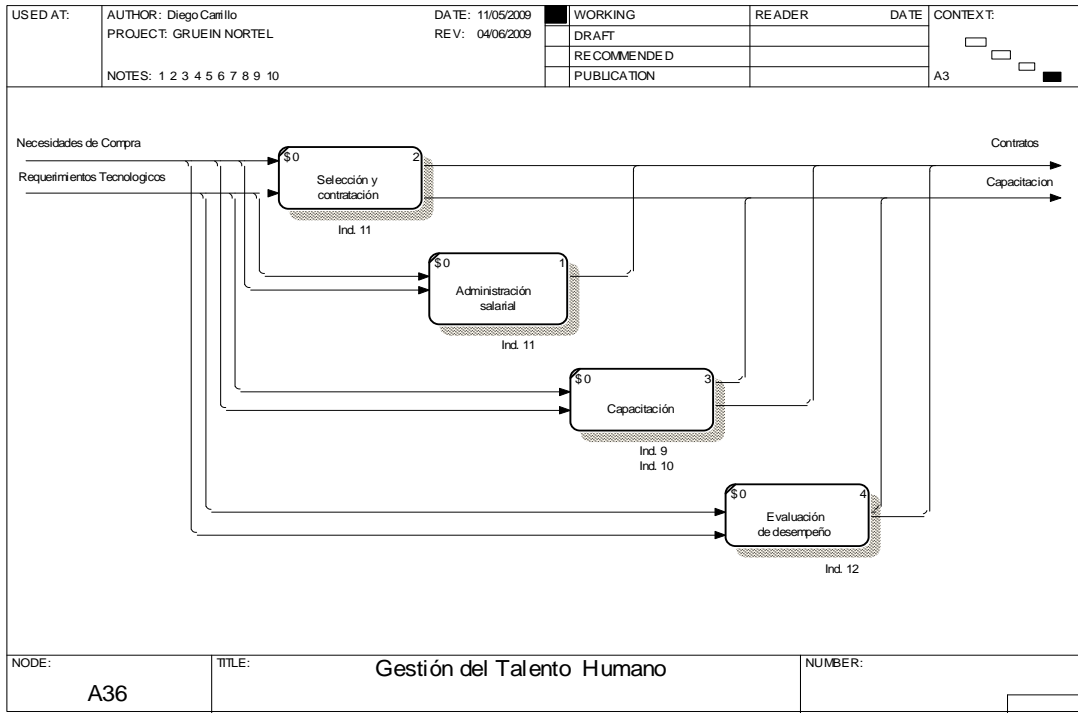 USED AT:
AUTHOR: Diego Carrillo
DATE: 11/05/2009
PROJECT: GRUEIN NORTEL
REV: 04/06/2009
NOTES: 1 2 3 4 5 6 7 8 9 10
WORKING
DRAFT
RECOMMENDED
PUBLICATION
READER
DATE
CONTEXT:
A3
Necesidades de Compra
Requerimientos Tecnologicos
Contratos
Capacitacion
$0
2
Selección y
contratación
Ind. 11
$0
1
Administración
salarial
Ind. 11
$0
3
Capacitación
Ind. 9
Ind. 10
$0
4
Evaluación
de desempeño
Ind. 12
NODE:
A36
TITLE:
Gestión del Talento Humano
NUMBER: